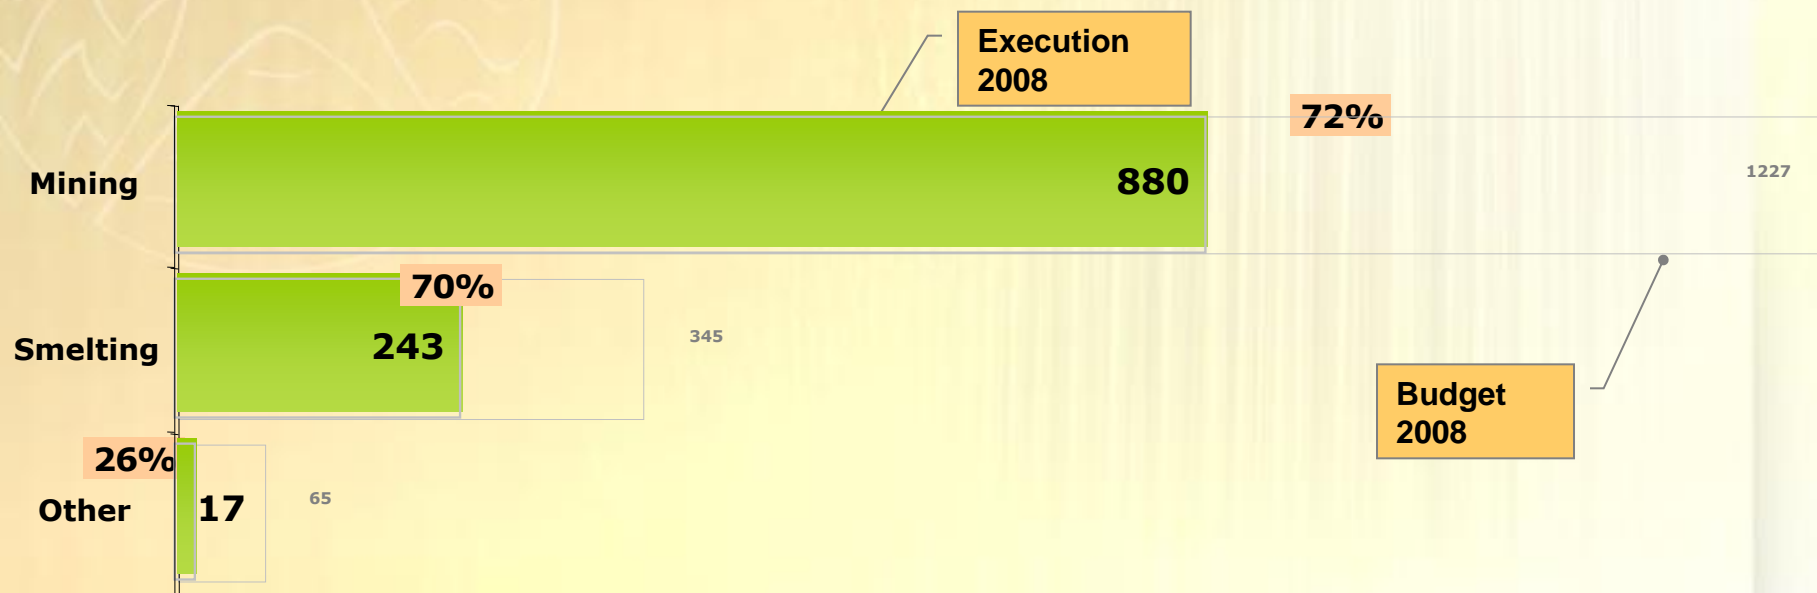 Execution
2008
72%
Mining
880
1227
70%
Smelting
243
345
Budget
2008
26%
Other
17
65